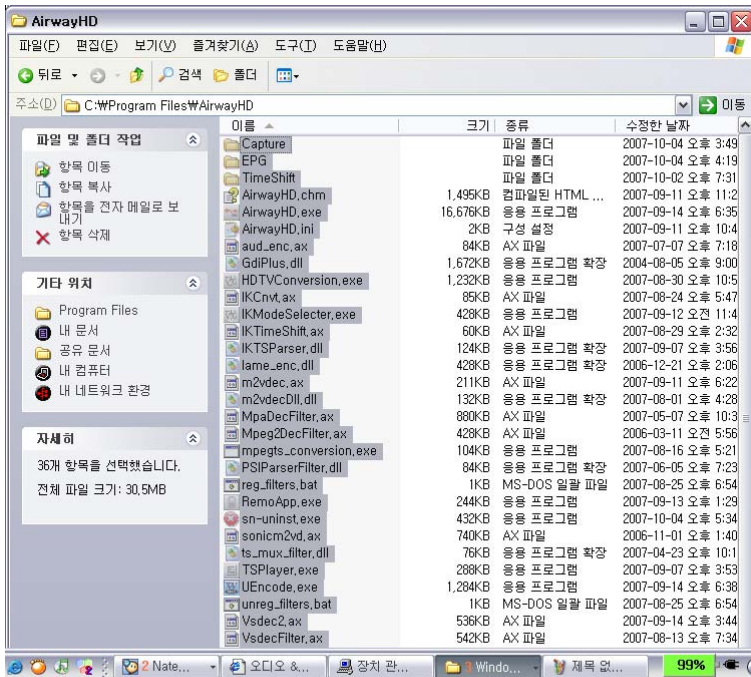 AirwayHD
파일(F) 편집(E) 보기(V) 즐겨찾기(A) 도구(T) 도움말(H)
뒤로 검색 폴더
주소(D) C:₩Program Files₩AirwayHD 이동
파일 및 폴더 작업
항목 이동
항목 복사
항목을 전자 메일로 보
내기
항목 삭제
기타 위치
Program Files
내 문서
공유 문서
내 컴퓨터
내 네트워크 환경
자세히
36개 항목을 선택했습니다.
전체 파일 크기: 30,5MB
이름 크기 종류 수정한 날짜
Capture 파일 폴더 2007-10-04 오후 3:49
EPG 파일 폴더 2007-10-04 오후 4:19
TimeShift 파일 폴더 2007-10-02 오후 7:31
AirwayHD,chm 1,495KB 컴파일된 HTML ... 2007-09-11 오후 11:2
AirwayHD,exe 16,676KB 응용 프로그램 2007-09-14 오후 6:35
AirwayHD,ini 2KB 구성 설정 2007-09-11 오후 10:4
aud_enc,ax 84KB AX 파일 2007-07-07 오후 7:18
GdiPlus,dll 1,672KB 응용 프로그램 확장 2004-08-05 오후 9:00
HDTVConversion,exe 1,232KB 응용 프로그램 2007-08-30 오후 10:5
IKCnvt,ax 85KB AX 파일 2007-08-24 오후 5:47
IKModeSelecter,exe 428KB 응용 프로그램 2007-09-12 오전 11:4
IKTimeShift,ax 60KB AX 파일 2007-08-29 오후 2:32
IKTSParser,dll 124KB 응용 프로그램 확장 2007-09-07 오후 3:56
lame_enc,dll 428KB 응용 프로그램 확장 2006-12-21 오후 2:06
m2vdec,ax 211KB AX 파일 2007-09-11 오후 6:22
m2vdecDll,dll 132KB 응용 프로그램 확장 2007-08-01 오후 4:28
MpaDecFilter,ax 880KB AX 파일 2007-05-07 오후 10:3
Mpeg2DecFilter,ax 428KB AX 파일 2006-03-11 오전 5:56
mpegts_conversion,exe 104KB 응용 프로그램 2007-08-16 오후 5:21
PSIParserFilter,dll 84KB 응용 프로그램 확장 2007-06-05 오후 7:23
reg_filters,bat 1KB MS-DOS 일괄 파일 2007-08-25 오후 6:54
RemoApp,exe 244KB 응용 프로그램 2007-09-13 오후 1:29
sn-uninst,exe 432KB 응용 프로그램 2007-10-04 오후 5:34
sonicm2vd,ax 740KB AX 파일 2006-11-01 오후 1:40
ts_mux_filter,dll 76KB 응용 프로그램 확장 2007-04-23 오후 10:1
TSPlayer,exe 288KB 응용 프로그램 2007-09-07 오후 3:53
UEncode,exe 1,284KB 응용 프로그램 2007-09-14 오후 6:38
unreg_filters,bat 1KB MS-DOS 일괄 파일 2007-08-25 오후 6:54
Vsdec2,ax 536KB AX 파일 2007-09-14 오후 3:44
VsdecFilter,ax 542KB AX 파일 2007-08-13 오후 7:34
2 Nate... 오디오 &... 장치 관... 3 Windo... 제목 없... 99%